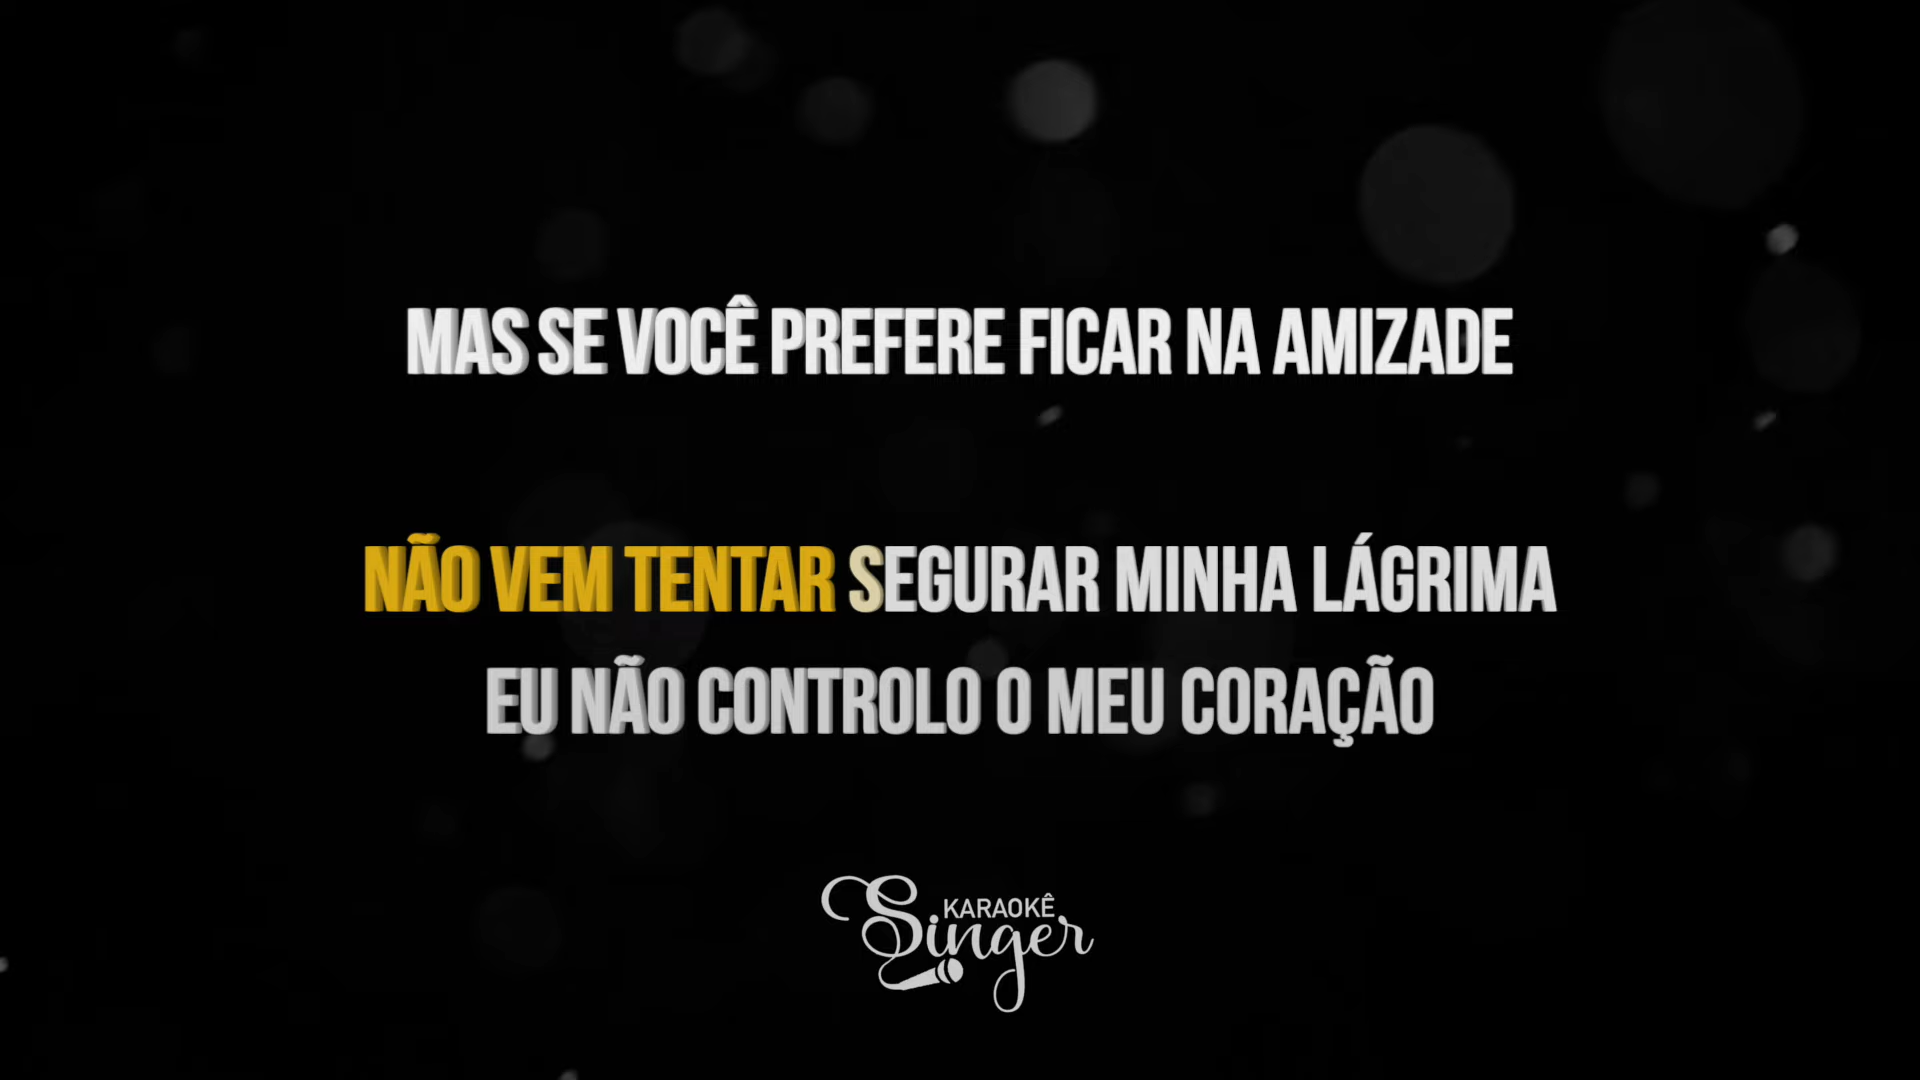 MAS SE VOCÊ PREFERE FICAR NA AMIZADE
NÃO VEM TENTAR SEGURAR MINHA LÁGRIMA
EU NÃO CONTROLO O MEU CORAÇÃO
KARAOKÊ
Singer